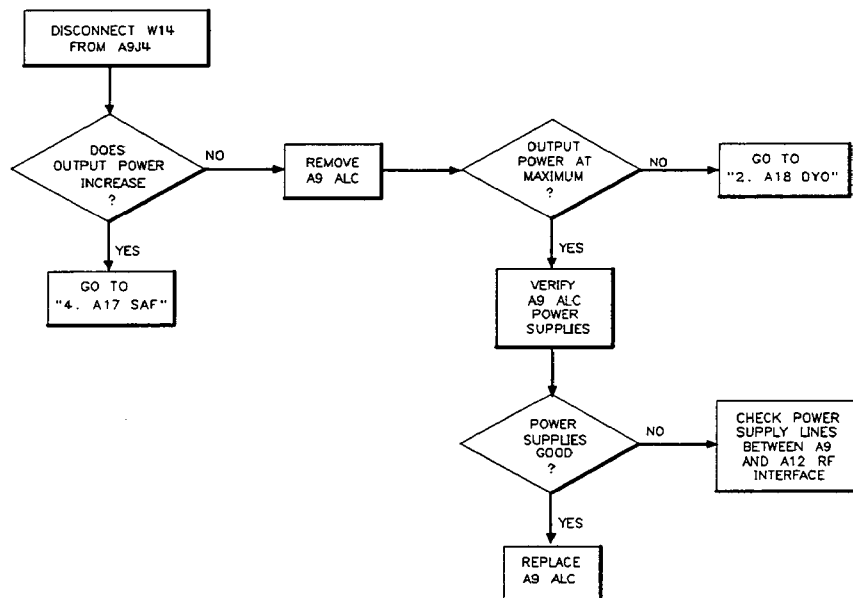 DISCONNECT W14
FROM A9J4
DOES
OUTPUT POWER
INCREASE
?
NO
YES
GO TO
"4. A17 SAF"
REMOVE
A9 ALC
OUTPUT
POWER AT
MAXIMUM
?
NO
GO TO
"2. A18 DYO"
YES
VERIFY
A9 ALC
POWER
SUPPLIES
POWER
SUPPLIES
GOOD
?
NO
CHECK POWER
SUPPLY LINES
BETWEEN A9
AND A12 RF
INTERFACE
YES
REPLACE
A9 ALC